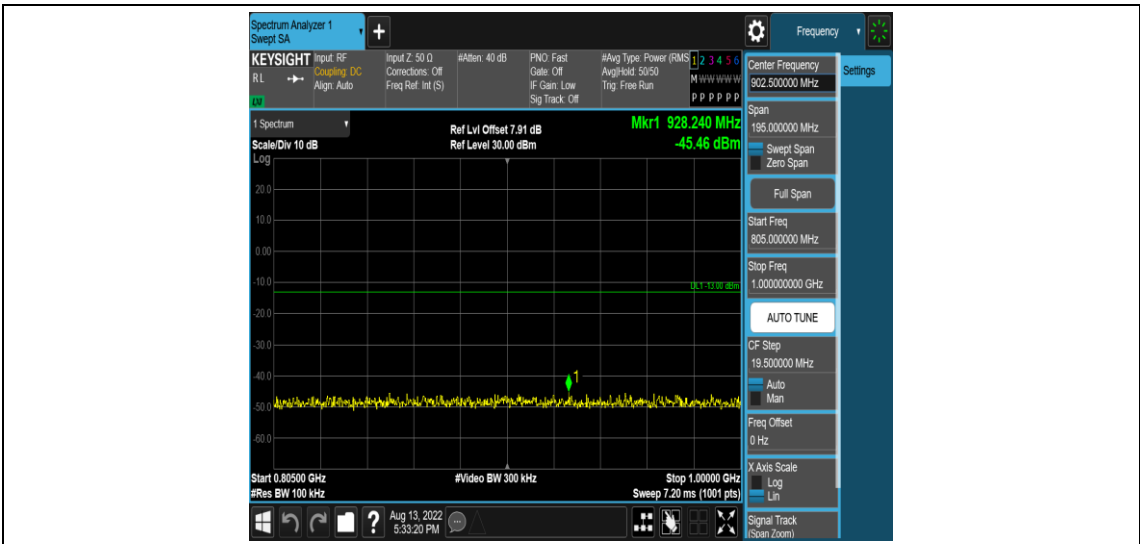 Spectrum Analyzer 1
Swept SA
+
Frequency
KEYSIGHT
RL
LXI
Input: RF
Coupling: DC
Align: Auto
Input Z: 50 Ω
Corrections: Off
Freq Ref: Int (S)
#Atten: 40 dB
PNO: Fast
Gate: Off
IF Gain: Low
Sig Track: Off
#Avg Type: Power (RMS
Avg|Hold: 50/50
Trig: Free Run
1 2 3 4 5 6
M W W W W W
P P P P P P
1 Spectrum
Scale/Div 10 dB
Log
Ref Lvl Offset 7.91 dB
Ref Level 30.00 dBm
Mkr1 928.240 MHz
-45.46 dBm
20.0
10.0
0.00
-10.0
DL1 -13.00 dBm
-20.0
-30.0
-40.0
1
-50.0
-60.0
Start 0.80500 GHz
#Res BW 100 kHz
#Video BW 300 kHz
Stop 1.00000 GHz
Sweep 7.20 ms (1001 pts)
?
Aug 13, 2022
5:33:20 PM
Center Frequency
902.500000 MHz
Settings
Span
195.000000 MHz
Swept Span
Zero Span
Full Span
Start Freq
805.000000 MHz
Stop Freq
1.000000000 GHz
AUTO TUNE
CF Step
19.500000 MHz
Auto
Man
Freq Offset
0 Hz
X Axis Scale
Log
Lin
Signal Track
(Span Zoom)